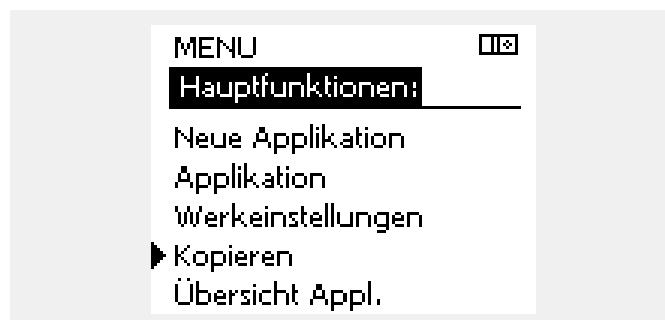 MENU
Hauptfunktionen:
Neue Applikation
Applikation
Werkeinstellungen
Kopieren
Übersicht Appl.